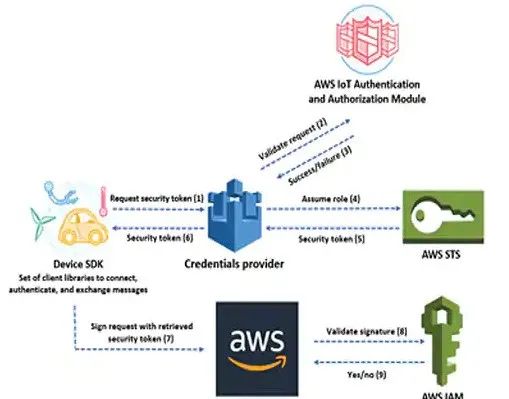 AWS IoT Authentication
and Authorization Module
Validate request (2)
Success/failure (3)
Request security token (1)
Assume role (4)
Security token (6)
Security token (5)
Device SDK
Set of client libraries to connect,
authenticate, and exchange messages
Credentials provider
AWS STS
Sign request with retrieved
security token (7)
aws
Validate signature (8)
Yes/no (9)
AWS IAM